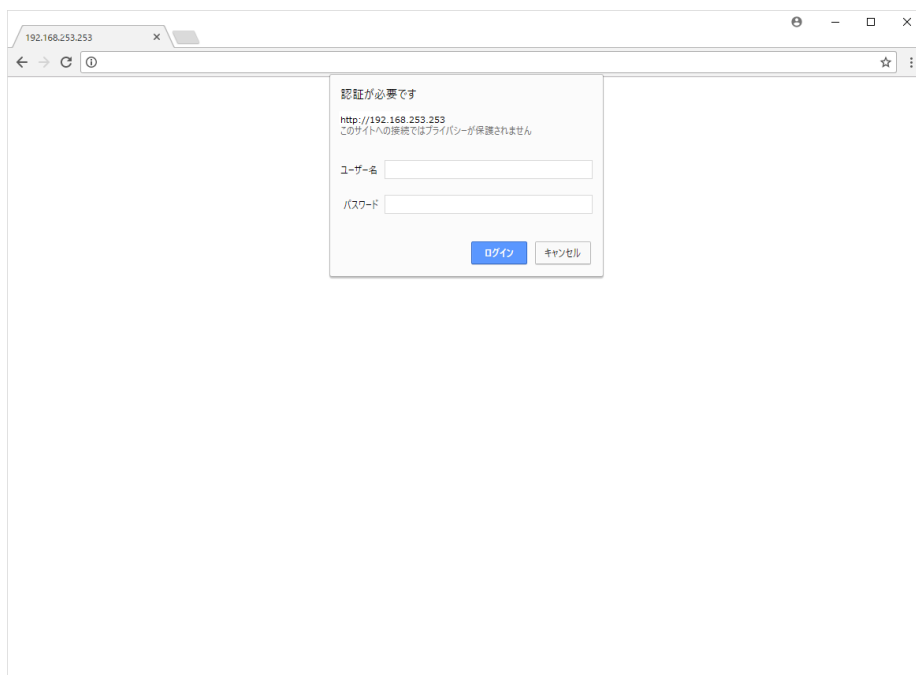 192.168.253.253
認証が必要です
http://192.168.253.253
このサイトへの接続ではプライバシーが保護されません
ユーザー名
パスワード
ログイン キャンセル